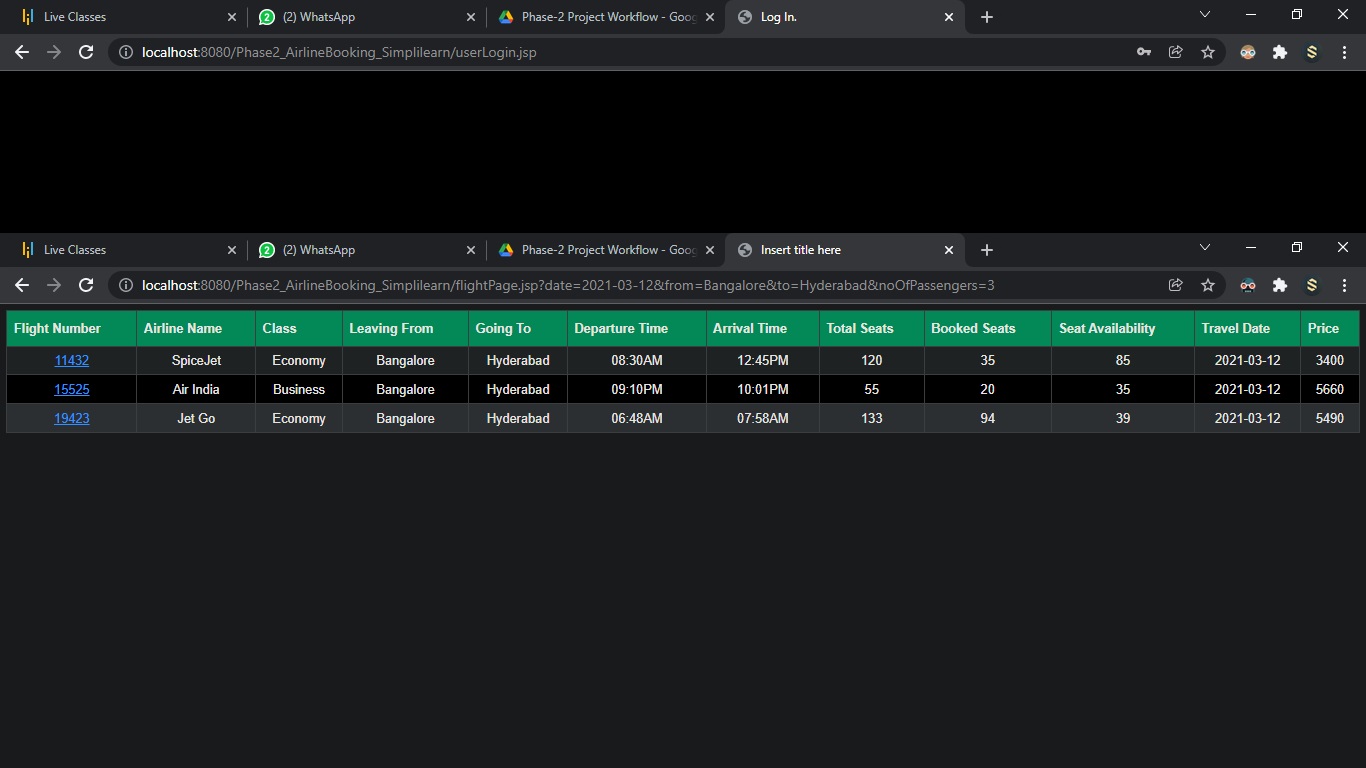 Live Classes (2) WhatsApp Phase-2 Project Workflow - Goog Log In.
localhost:8080/Phase2_AirlineBooking_Simplilearn/userLogin.jsp
Live Classes (2) WhatsApp Phase-2 Project Workflow - Goog Insert title here
localhost:8080/Phase2_AirlineBooking_Simplilearn/flightPage.jsp?date=2021-03-12&from=Bangalore&to=Hyderabad&noOfPassengers=3
Flight Number Airline Name Class Leaving From Going To Departure Time Arrival Time Total Seats Booked Seats Seat Availability Travel Date Price
11432 SpiceJet Economy Bangalore Hyderabad 08:30AM 12:45PM 120 35 85 2021-03-12 3400
15525 Air India Business Bangalore Hyderabad 09:10PM 10:01PM 55 20 35 2021-03-12 5660
19423 Jet Go Economy Bangalore Hyderabad 06:48AM 07:58AM 133 94 39 2021-03-12 5490